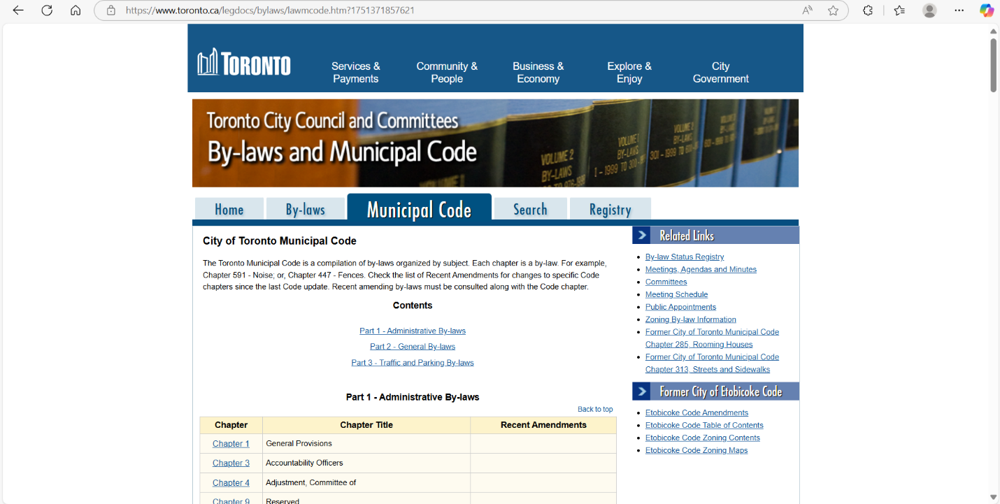 https://www.toronto.ca/legdocs/bylaws/lawmcode.htm?1751371857621
TORONTO
Services &
Payments
Community &
People
Business &
Economy
Explore &
Enjoy
City
Government
Toronto City Council and Committees
By-laws and Municipal Code
VOLUME 2
BY-LAWS
VOLUME 1
BY-LAWS
1 - 1999 TO 300 -
VOLUME 2
BY-LAWS
301 - 1999 TO 600-
Home
By-laws
Municipal Code
Search
Registry
City of Toronto Municipal Code
The Toronto Municipal Code is a compilation of by-laws organized by subject. Each chapter is a by-law. For example,
Chapter 591 - Noise; or, Chapter 447 - Fences. Check the list of Recent Amendments for changes to specific Code
chapters since the last Code update. Recent amending by-laws must be consulted along with the Code chapter.
Contents
Part 1 - Administrative By-laws
Part 2 - General By-laws
Part 3 - Traffic and Parking By-laws
Part 1 - Administrative By-laws
Back to top
Chapter Chapter Title Recent Amendments
Chapter 1 General Provisions
Chapter 3 Accountability Officers
Chapter 4 Adjustment, Committee of
Chapter 9 Reserved
Related Links
By-law Status Registry
Meetings, Agendas and Minutes
Committees
Meeting Schedule
Public Appointments
Zoning By-law Information
Former City of Toronto Municipal Code
Chapter 285, Rooming Houses
Former City of Toronto Municipal Code
Chapter 313, Streets and Sidewalks
Former City of Etobicoke Code
Etobicoke Code Amendments
Etobicoke Code Table of Contents
Etobicoke Code Zoning Contents
Etobicoke Code Zoning Maps